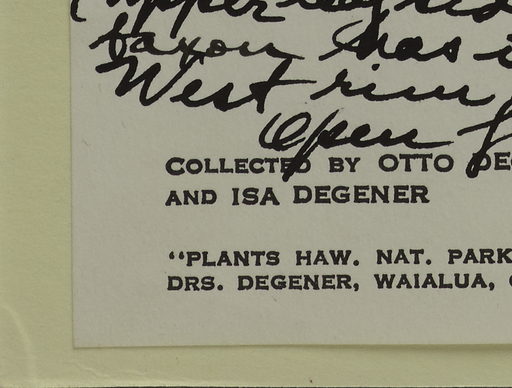 taxon has
West rim
Open
COLLECTED BY OTTO DE
AND ISA DEGENER
"PLANTS HAW. NAT. PARK
DRS. DEGENER, WAIALUA,